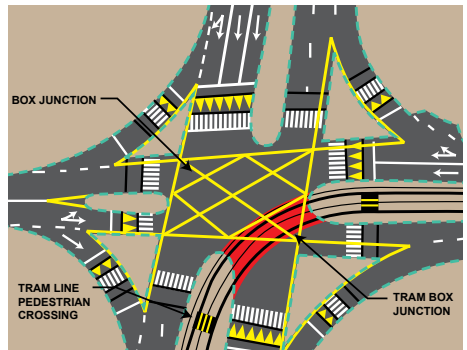 BOX JUNCTION
TRAM LINE
PEDESTRIAN
CROSSING
TRAM BOX
JUNCTION